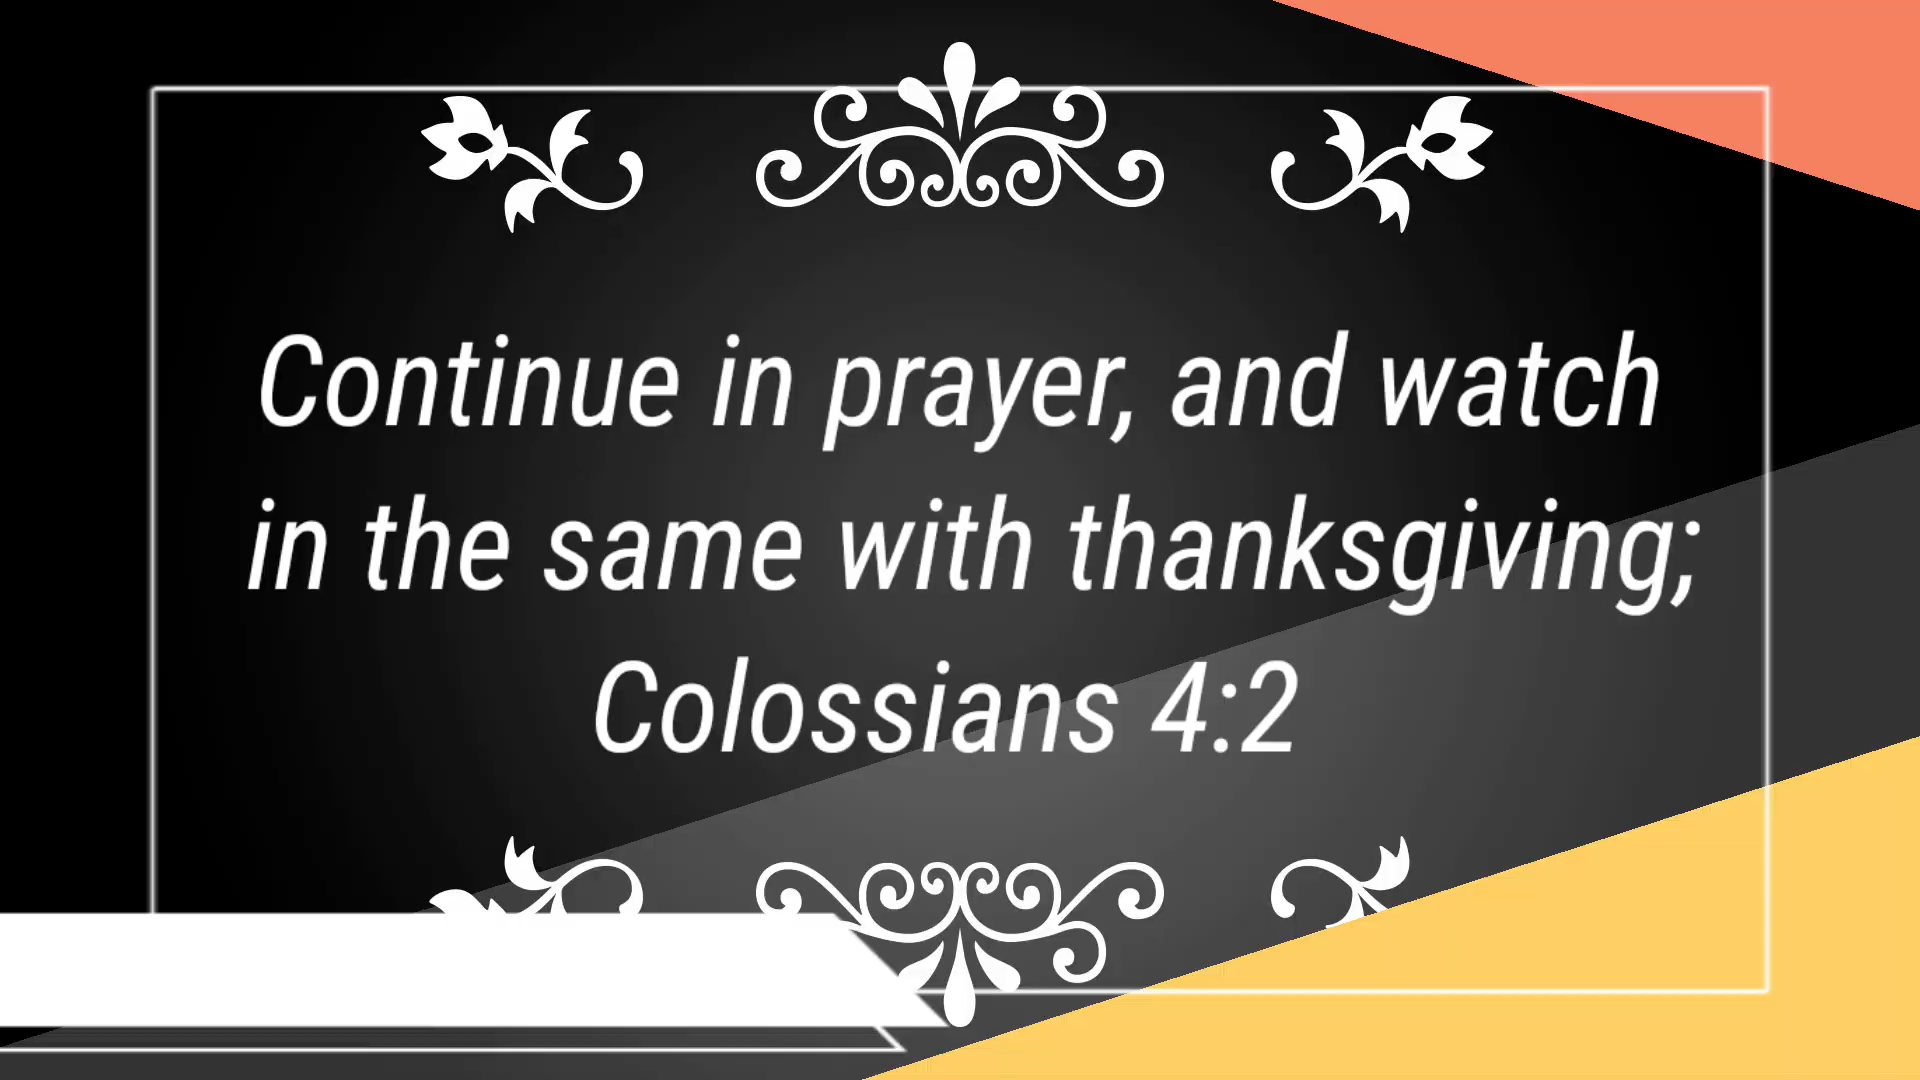 Continue in prayer, and watch
in the same with thanksgiving;
Colossians 4:2